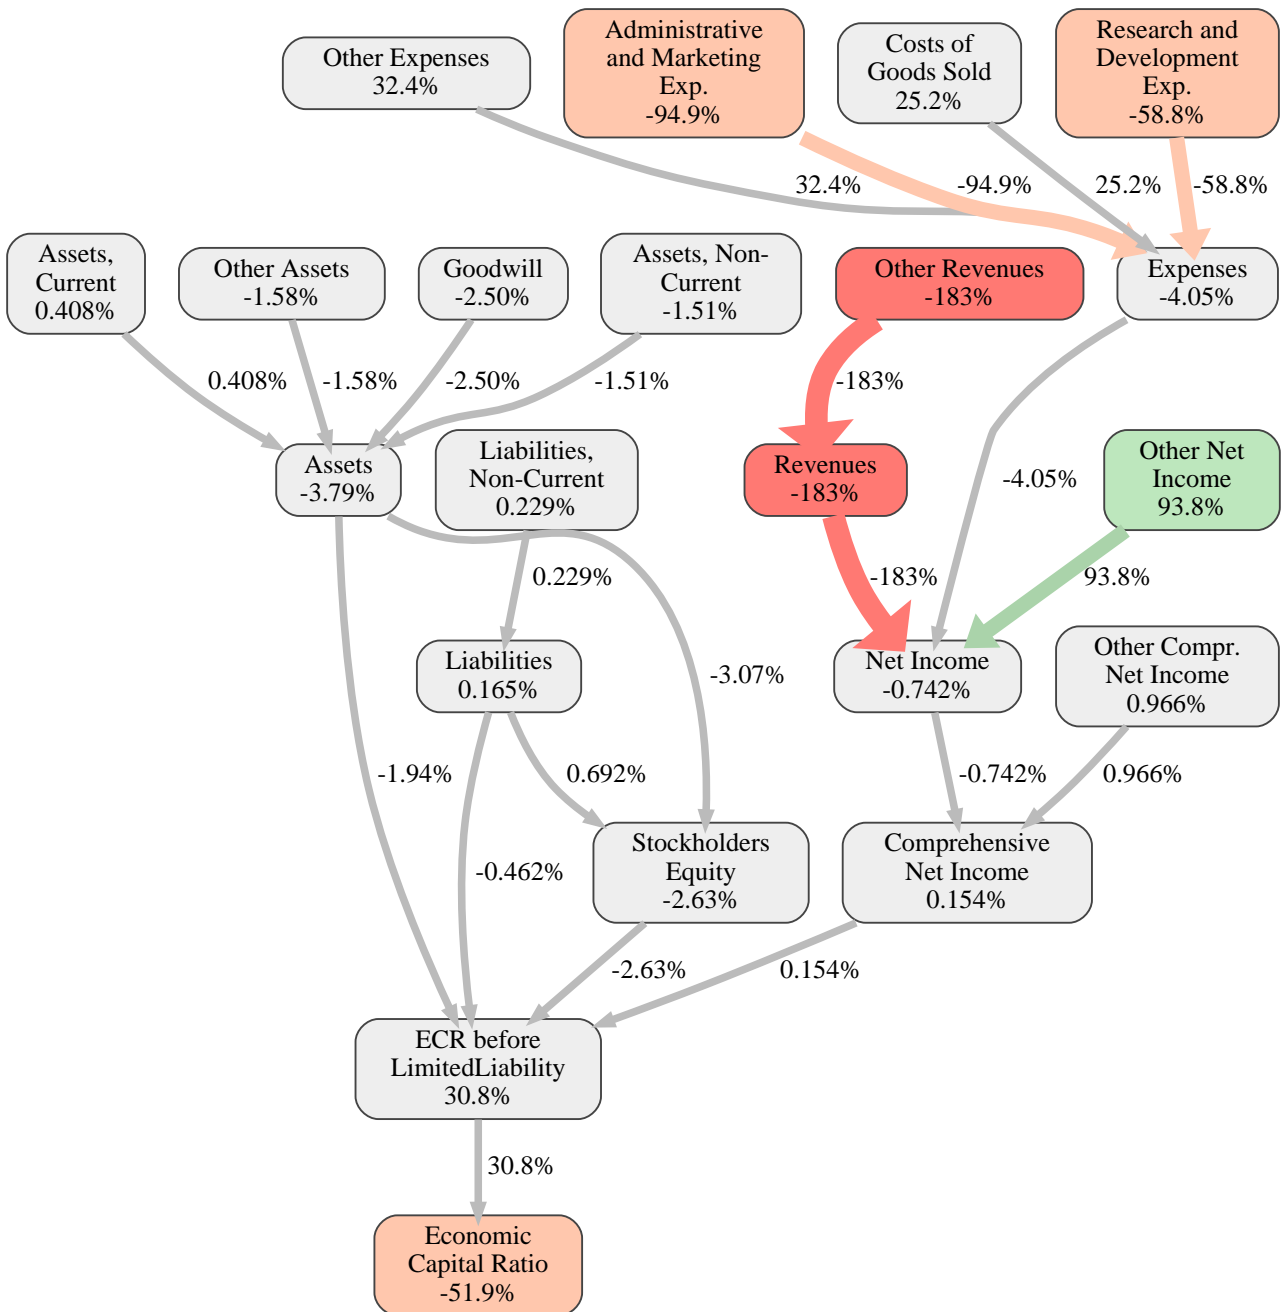 Other Expenses
32.4%
Administrative
and Marketing
Exp.
-94.9%
Costs of
Goods Sold
25.2%
Research and
Development
Exp.
-58.8%
32.4%
-94.9%
25.2%
-58.8%
Assets,
Current
0.408%
Other Assets
-1.58%
Goodwill
-2.50%
Assets, Non-
Current
-1.51%
Other Revenues
-183%
Expenses
-4.05%
0.408%
-1.58%
-2.50%
-1.51%
-183%
Assets
-3.79%
Liabilities,
Non-Current
0.229%
Revenues
-183%
-4.05%
Other Net
Income
93.8%
0.229%
-183%
93.8%
Liabilities
0.165%
-3.07%
Net Income
-0.742%
Other Compr.
Net Income
0.966%
-1.94%
0.692%
-0.742%
0.966%
-0.462%
Stockholders
Equity
-2.63%
Comprehensive
Net Income
0.154%
-2.63%
0.154%
ECR before
LimitedLiability
30.8%
30.8%
Economic
Capital Ratio
-51.9%